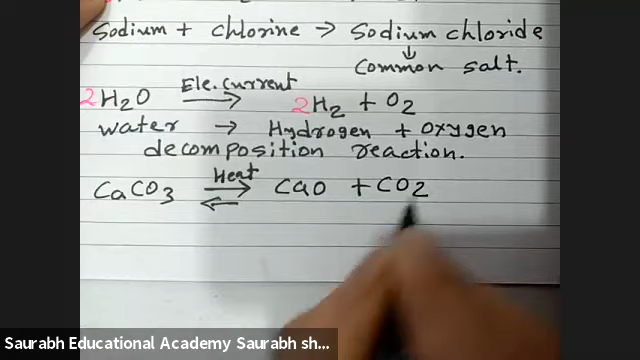 Sodium + chlorine → Sodium chloride
↓
Common salt.
Ele. Current
2H2O → 2H2 + O2
water → Hydrogen + Oxygen
decomposition reaction.
Heat
CaCO3 ⇌ CaO + CO2
Saurabh Educational Academy Saurabh sh...